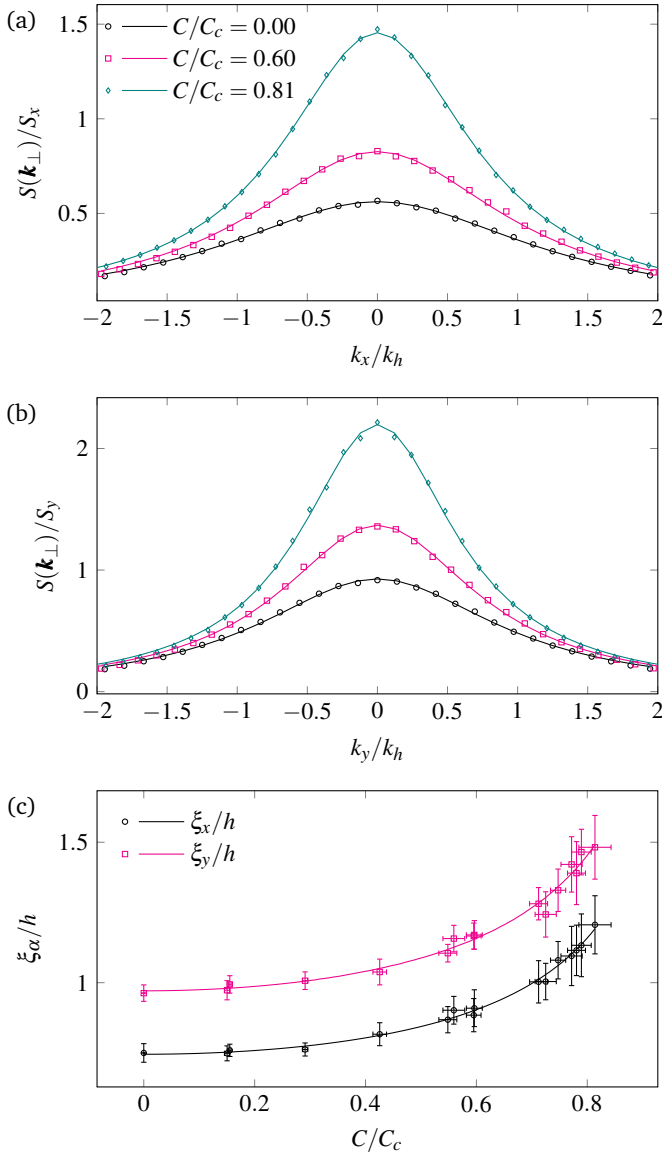 (a)
C/C_c = 0.00
C/C_c = 0.60
C/C_c = 0.81
S(k_⊥)/S_x
1.5
1
0.5
−2 −1.5 −1 −0.5 0 0.5 1 1.5 2
k_x/k_h
(b)
S(k_⊥)/S_y
2
1
0
−2 −1.5 −1 −0.5 0 0.5 1 1.5 2
k_y/k_h
(c)
ξ_x/h
ξ_y/h
ξ_α/h
1.5
1
0 0.2 0.4 0.6 0.8
C/C_c